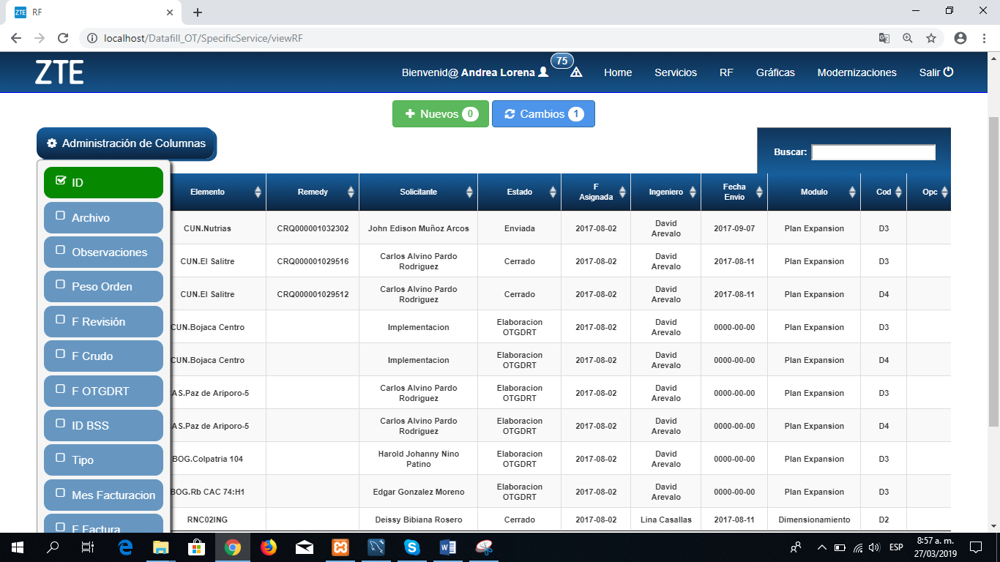 ZTE RF
localhost/Datafill_OT/SpecificService/viewRF
ZTE
Bienvenid@ Andrea Lorena
75
Home Servicios RF Gráficas Modernizaciones Salir
Nuevos 0 Cambios 1
Administración de Columnas
Buscar:
ID
Archivo
Observaciones
Peso Orden
F Revisión
F Crudo
F OTGDRT
ID BSS
Tipo
Mes Facturacion
F Factura
Elemento Remedy Solicitante Estado F Asignada Ingeniero Fecha Envio Modulo Cod Opc
CUN.Nutrias CRQ000001032302 John Edison Muñoz Arcos Enviada 2017-08-02 David Arevalo 2017-09-07 Plan Expansion D3
CUN.El Salitre CRQ000001029516 Carlos Alvino Pardo Rodriguez Cerrado 2017-08-02 David Arevalo 2017-08-11 Plan Expansion D3
CUN.El Salitre CRQ000001029512 Carlos Alvino Pardo Rodriguez Cerrado 2017-08-02 David Arevalo 2017-08-11 Plan Expansion D4
CUN.Bojaca Centro Implementacion Elaboracion OTGDRT 2017-08-02 David Arevalo 0000-00-00 Plan Expansion D3
CUN.Bojaca Centro Implementacion Elaboracion OTGDRT 2017-08-02 David Arevalo 0000-00-00 Plan Expansion D4
AS.Paz de Ariporo-5 Carlos Alvino Pardo Rodriguez Elaboracion OTGDRT 2017-08-02 David Arevalo 0000-00-00 Plan Expansion D3
AS.Paz de Ariporo-5 Carlos Alvino Pardo Rodriguez Elaboracion OTGDRT 2017-08-02 David Arevalo 0000-00-00 Plan Expansion D4
BOG.Colpatria 104 Harold Johanny Nino Patino Elaboracion OTGDRT 2017-08-02 David Arevalo 0000-00-00 Plan Expansion D3
BOG.Rb CAC 74:H1 Edgar Gonzalez Moreno Elaboracion OTGDRT 2017-08-02 David Arevalo 0000-00-00 Plan Expansion D3
RNC02ING Deissy Bibiana Rosero Cerrado 2017-08-02 Lina Casallas 2017-08-11 Dimensionamiento D2
ESP
8:57 a. m.
27/03/2019